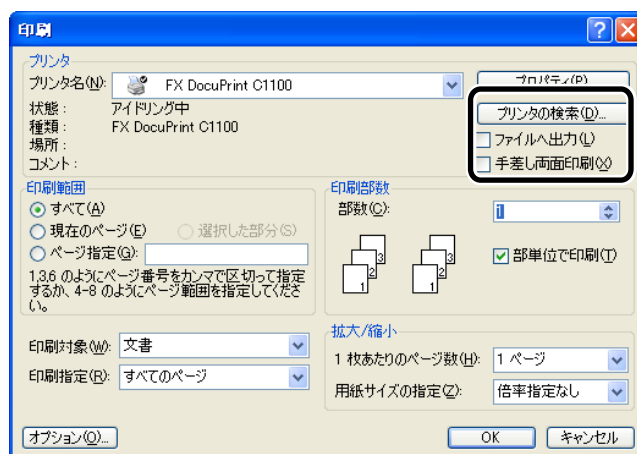 印刷
プリンタ
プリンタ名(N): FX DocuPrint C1100
プロパティ(P)
状態： アイドリング中
種類： FX DocuPrint C1100
場所：
コメント：
プリンタの検索(D)...
ファイルへ出力(L)
手差し両面印刷(X)
印刷範囲
すべて(A)
現在のページ(E) 選択した部分(S)
ページ指定(G):
1,3,6 のようにページ番号をカンマで区切って指定
するか、4-8 のようにページ範囲を指定してくださ
い。
印刷部数
部数(C): 1
部単位で印刷(T)
1 2 3
1 2 3
印刷対象(W): 文書
印刷指定(R): すべてのページ
拡大/縮小
1 枚あたりのページ数(H): 1 ページ
用紙サイズの指定(Z): 倍率指定なし
オプション(O)... OK キャンセル